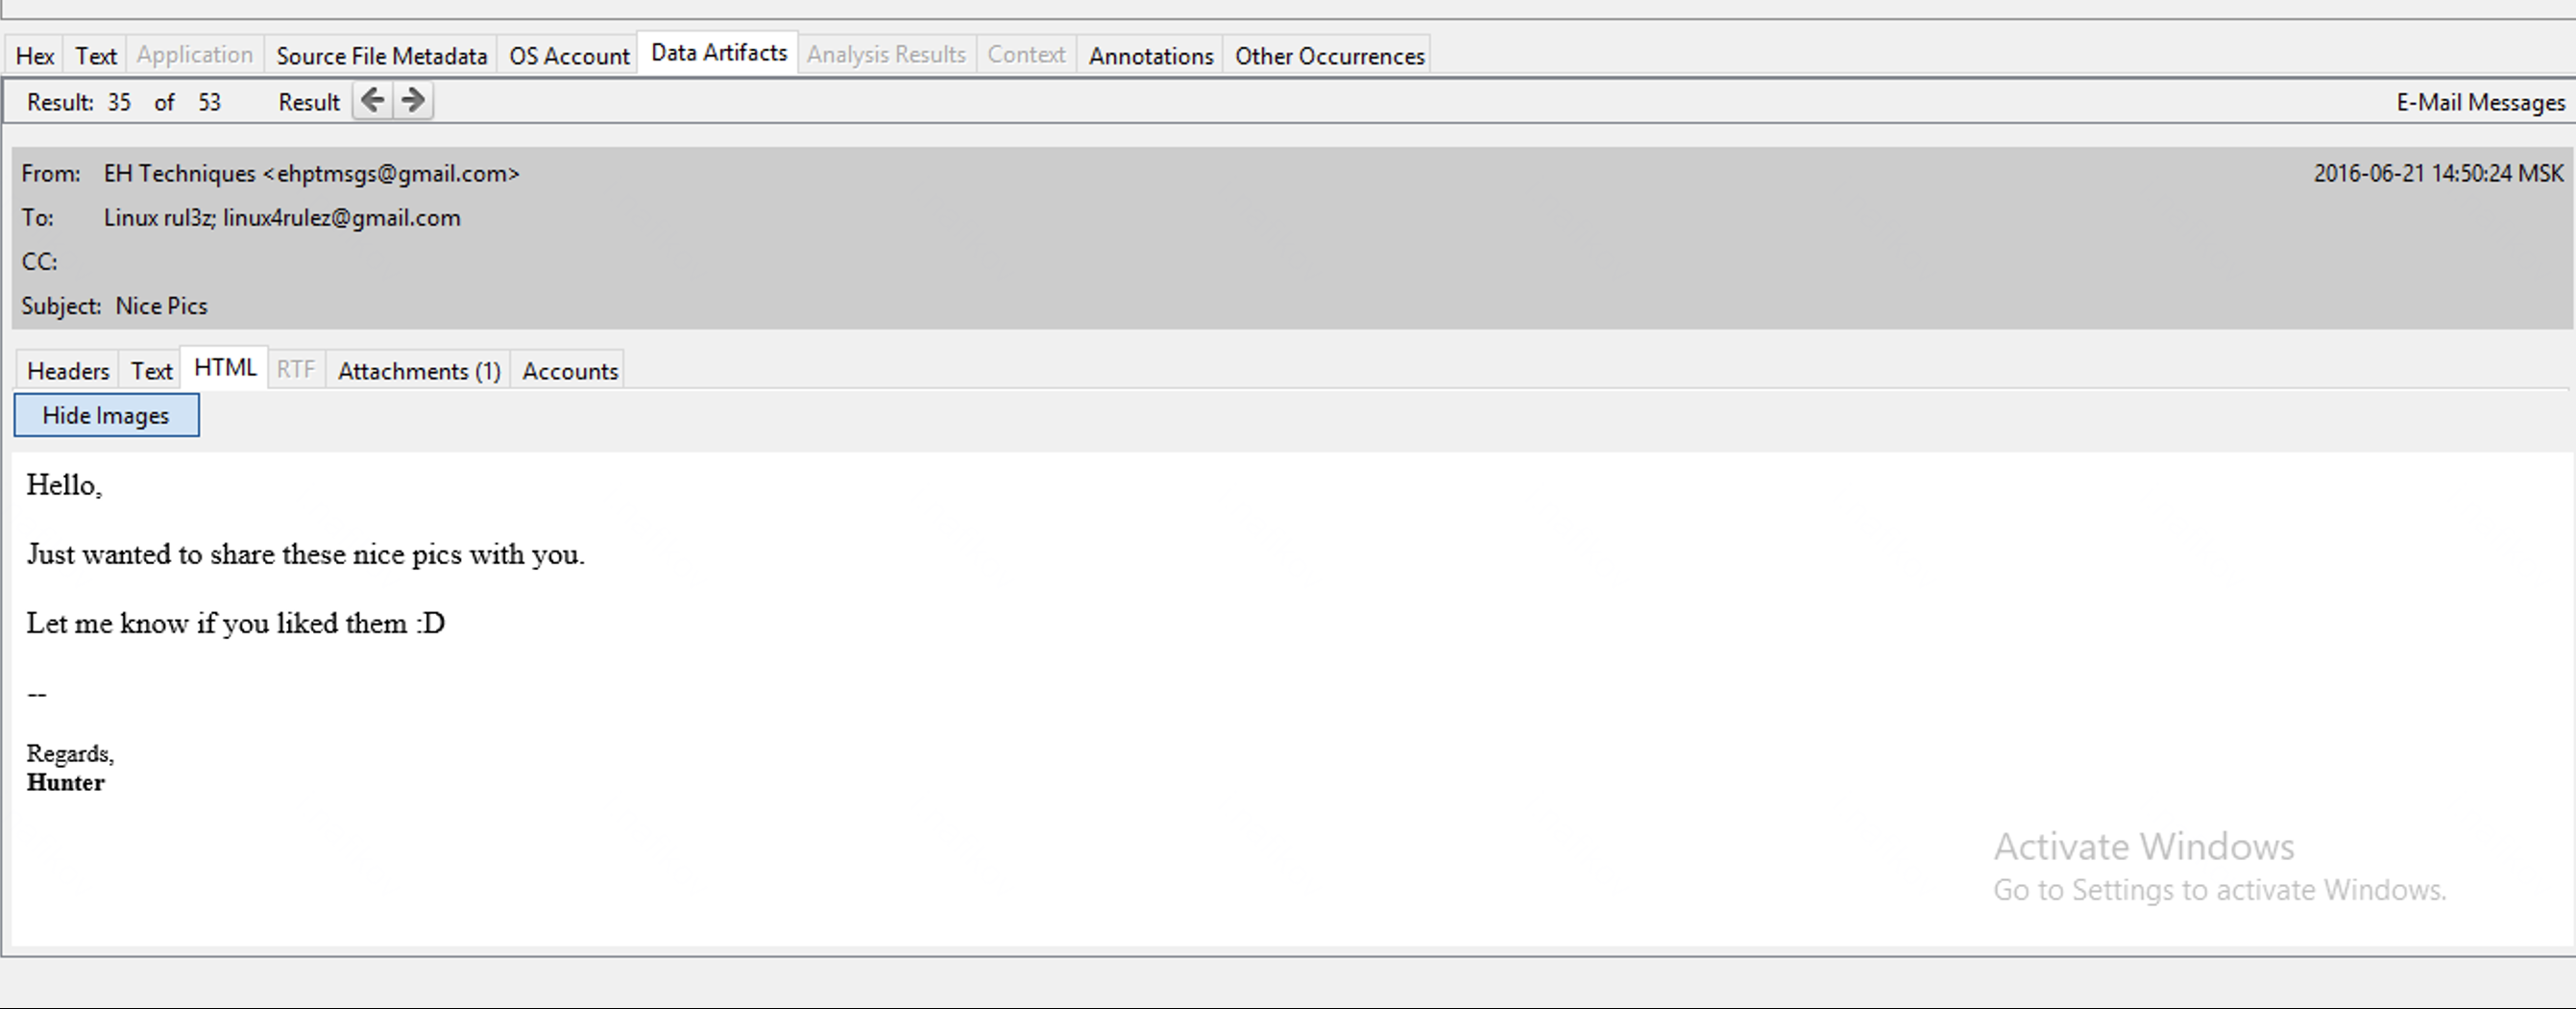 Hex Text Application Source File Metadata OS Account Data Artifacts Analysis Results Context Annotations Other Occurrences
Result: 35 of 53 Result E-Mail Messages
From: EH Techniques <ehptmsgs@gmail.com> 2016-06-21 14:50:24 MSK
To: Linux rul3z; linux4rulez@gmail.com
CC:
Subject: Nice Pics
Headers Text HTML RTF Attachments (1) Accounts
Hide Images
Hello,
Just wanted to share these nice pics with you.
Let me know if you liked them :D
--
Regards,
Hunter
Activate Windows
Go to Settings to activate Windows.